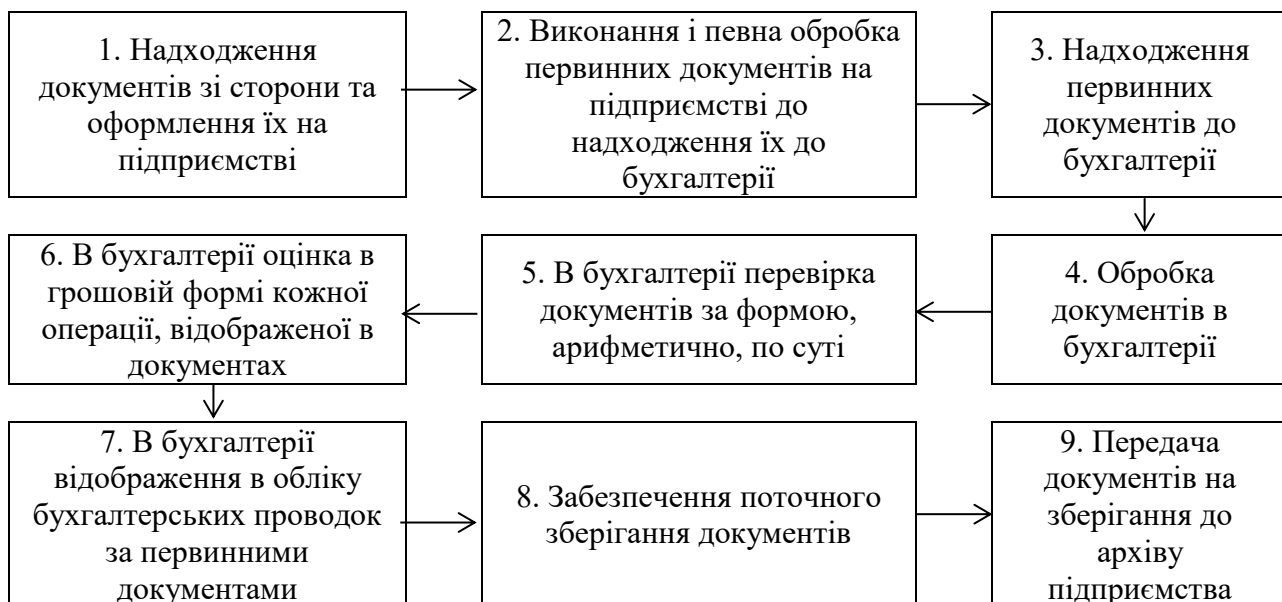 1. Надходження
документів зі сторони та
оформлення їх на
підприємстві
2. Виконання і певна обробка
первинних документів на
підприємстві до
надходження їх до
бухгалтерії
3. Надходження
первинних
документів до
бухгалтерії
4. Обробка
документів в
бухгалтерії
5. В бухгалтерії перевірка
документів за формою,
арифметично, по суті
6. В бухгалтерії оцінка в
грошовій формі кожної
операції, відображеної в
документах
7. В бухгалтерії
відображення в обліку
бухгалтерських проводок
за первинними
документами
8. Забезпечення поточного
зберігання документів
9. Передача
документів на
зберігання до
архіву
підприємства